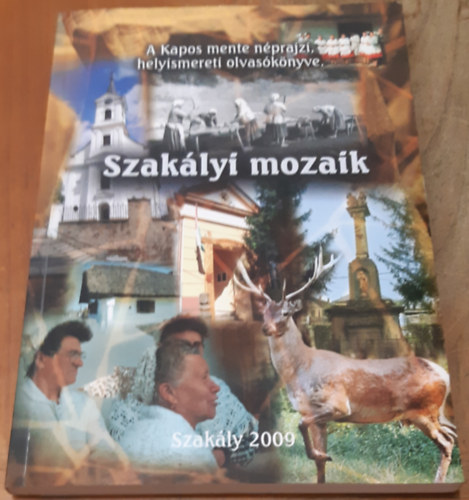 A Kapos mente néprajzi,
helyismereti olvasókönyve.
Szakályi mozaik
Szakály 2009